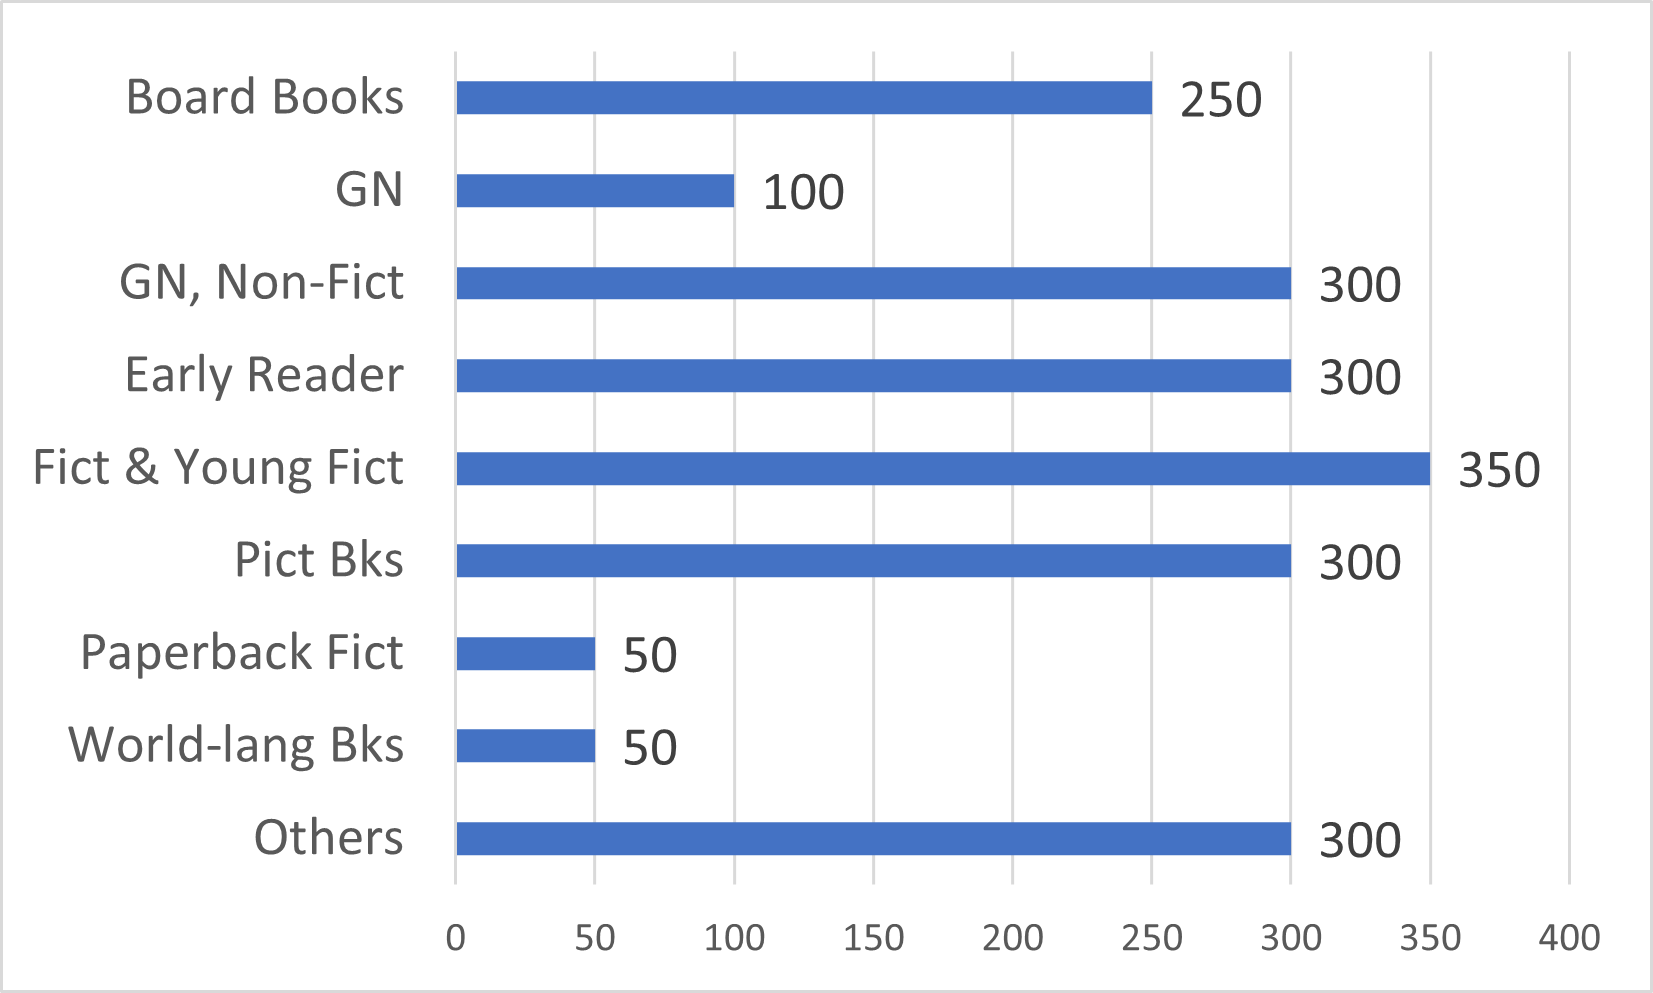 Board Books 250
GN 100
GN, Non-Fict 300
Early Reader 300
Fict & Young Fict 350
Pict Bks 300
Paperback Fict 50
World-lang Bks 50
Others 300
0 50 100 150 200 250 300 350 400